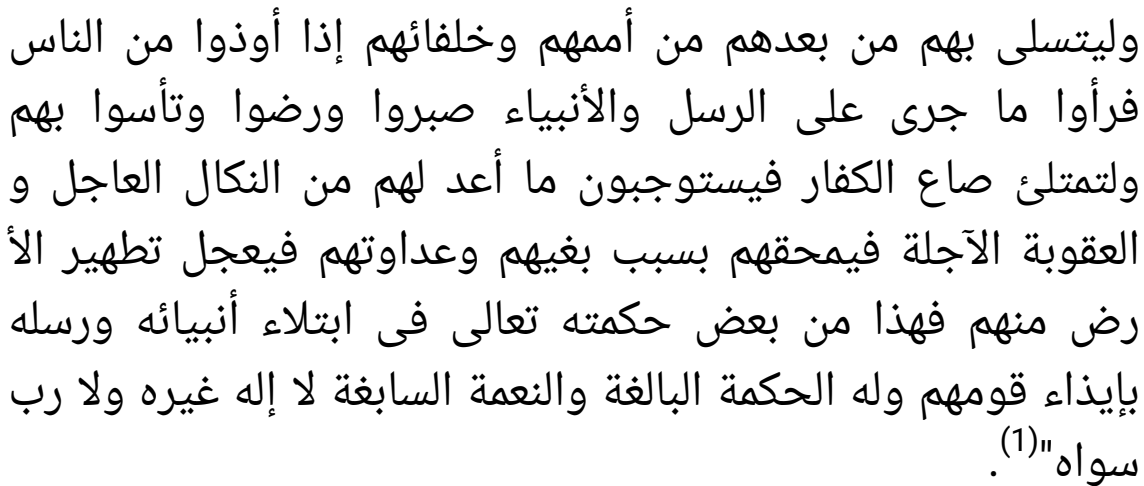 وليتسلى بهم من بعدهم من أممهم وخلفائهم إذا أوذوا من الناس
فرأوا ما جرى على الرسل والأنبياء صبروا ورضوا وتأسوا بهم
ولتمتلئ صاع الكفار فيستوجبون ما أعد لهم من النكال العاجل و
العقوبة الآجلة فيمحقهم بسبب بغيهم وعداوتهم فيعجل تطهير الأ
رض منهم فهذا من بعض حكمته تعالى فى ابتلاء أنبيائه ورسله
بإيذاء قومهم وله الحكمة البالغة والنعمة السابغة لا إله غيره ولا رب
سواه"(1).